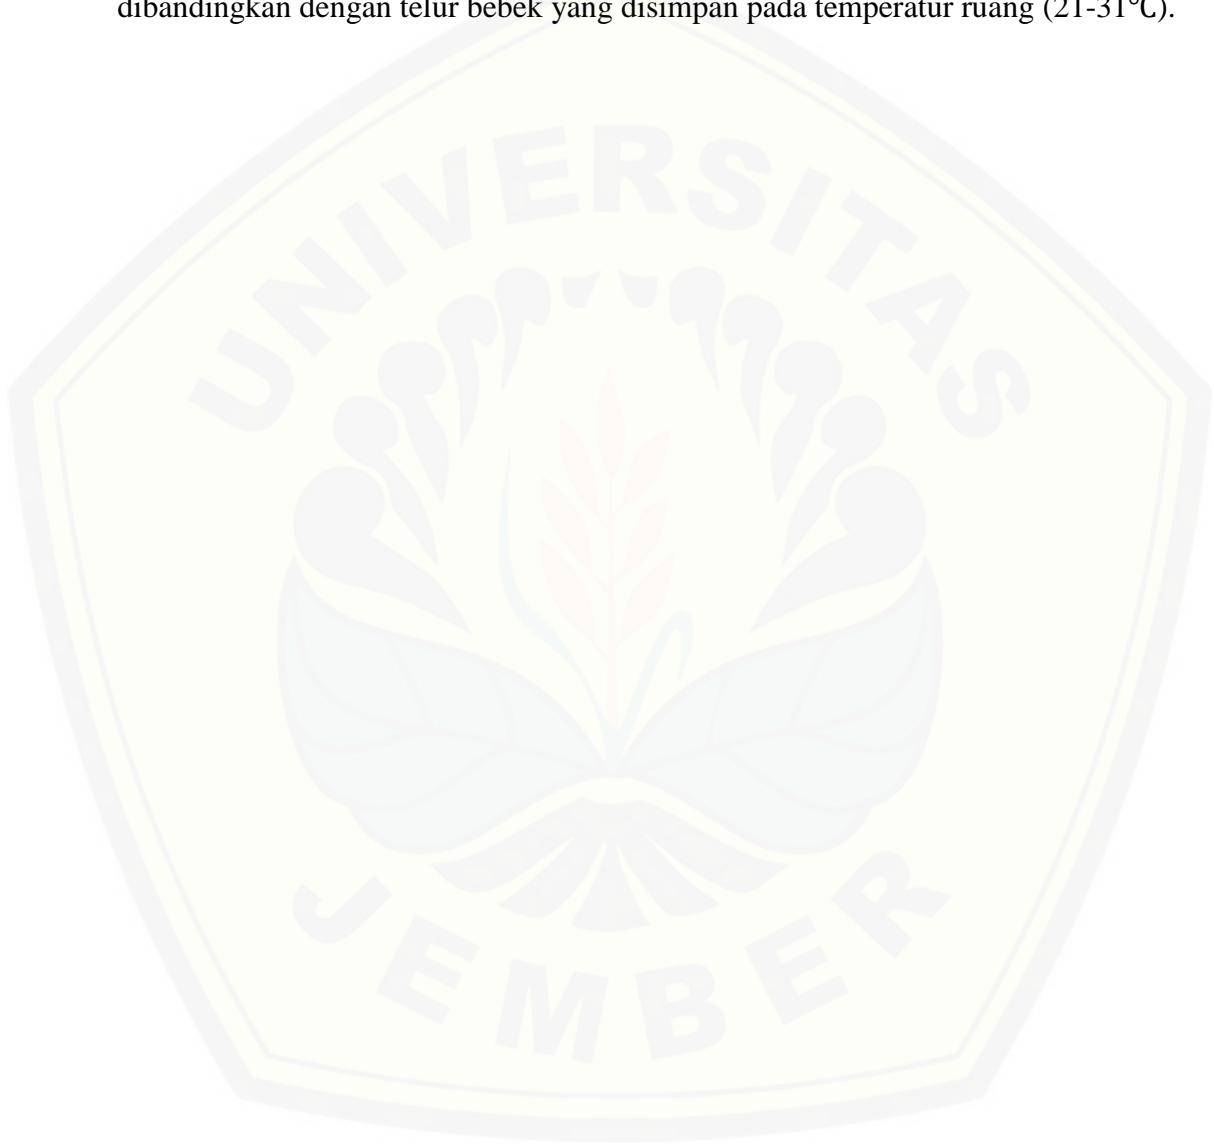 dibandingkan dengan telur bebek yang disimpan pada temperatur ruang (21-31℃).
UNIVERSITAS
JEMBER